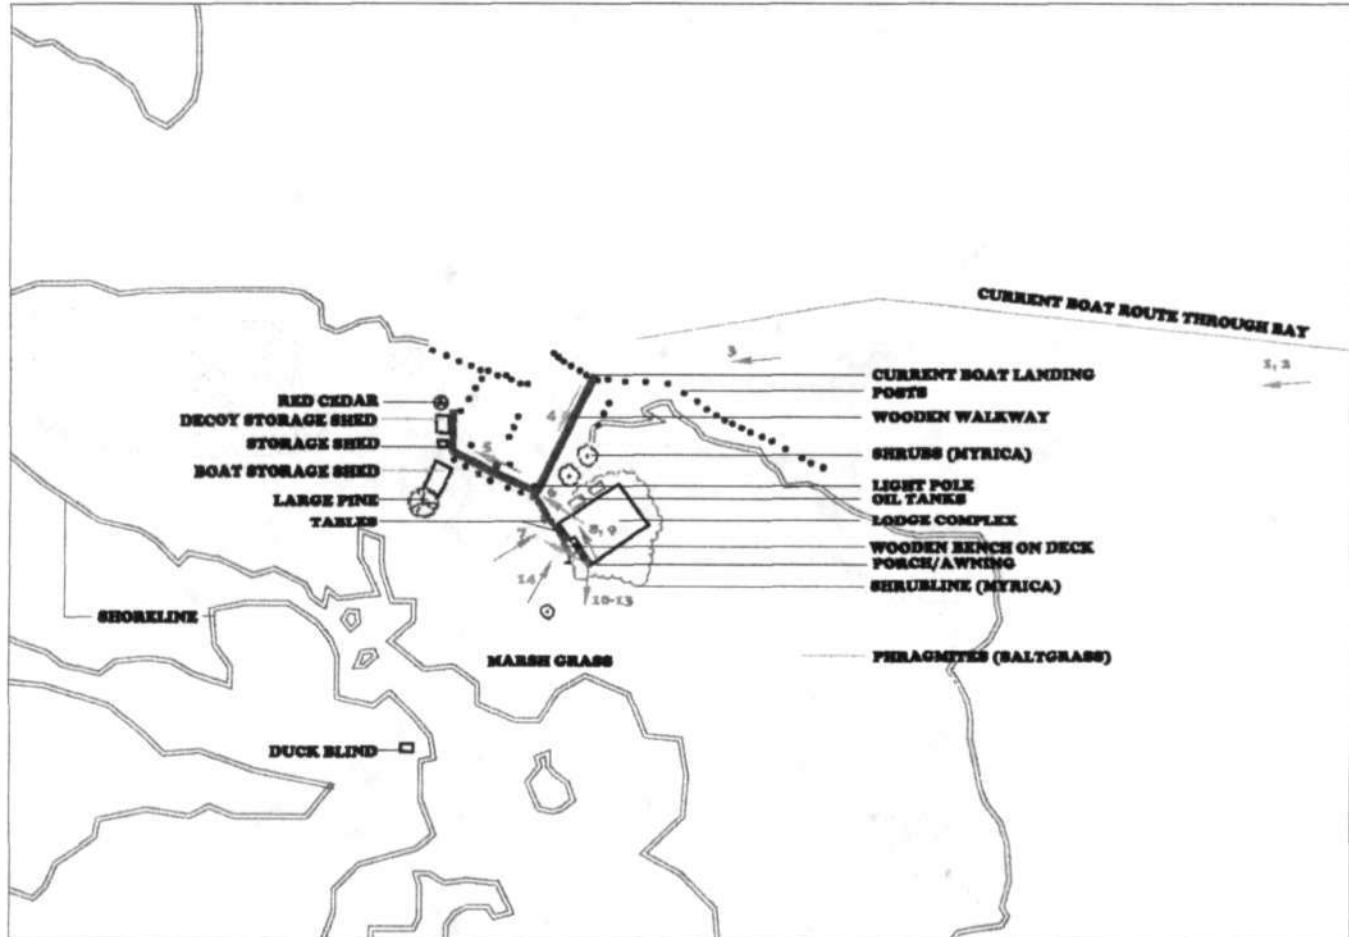 CURRENT BOAT ROUTE THROUGH BAY
3
1, 2
CURRENT BOAT LANDING
POSTS
RED CEDAR
DECOY STORAGE SHED
4
WOODEN WALKWAY
STORAGE SHED
5
SHRUBS (MYRICA)
BOAT STORAGE SHED
LIGHT POLE
LARGE PINE
6
OIL TANKS
TABLES
LODGE COMPLEX
7
8, 9
WOODEN BENCH ON DECK
PORCH/AWNING
14
SHRUBLINE (MYRICA)
10-13
SHORELINE
MARSH GRASS
PHRAGMITES (SALTGRASS)
DUCK BLIND